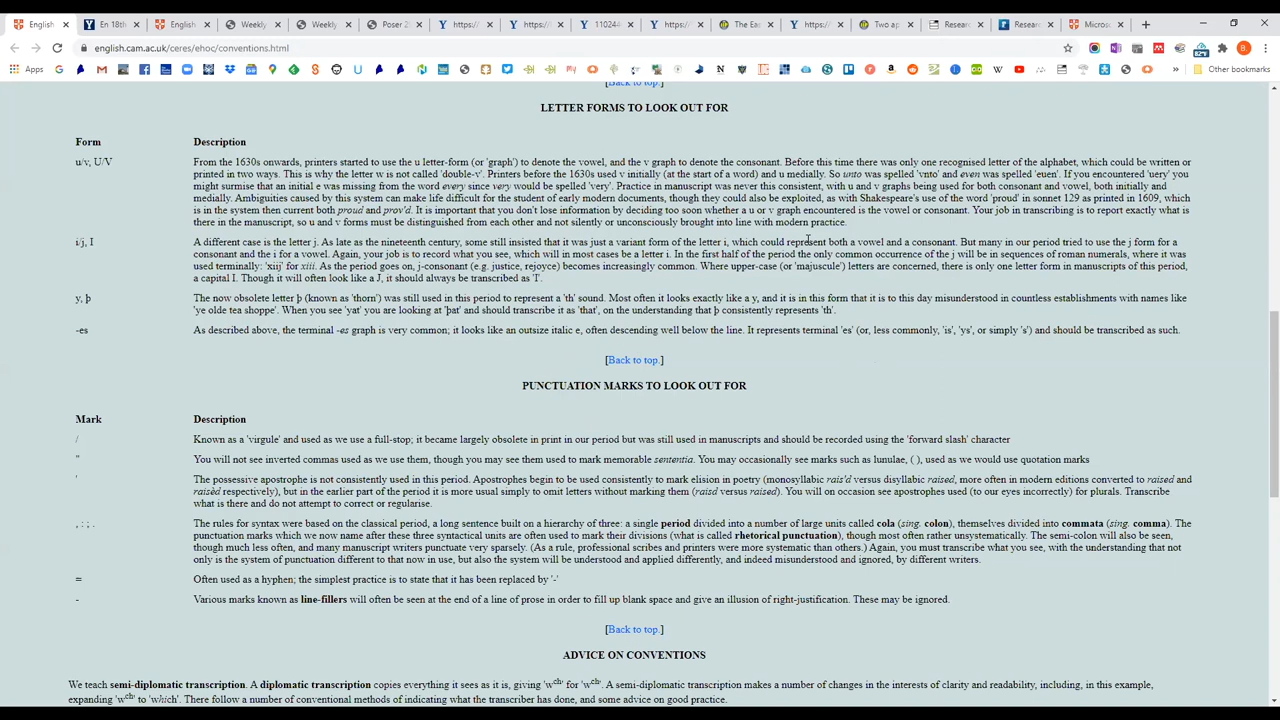 English
En 18th
English
Weekly
Weekly
Poser 2
https:/
https:/
110244
https:/
The Ea
https:/
Two ap
Researc
Researc
Micros
english.cam.ac.uk/ceres/ehoc/conventions.html
Apps
Other bookmarks
[Back to top.]
LETTER FORMS TO LOOK OUT FOR
Form Description
u/v, U/V From the 1630s onwards, printers started to use the u letter-form (or 'graph') to denote the vowel, and the v graph to denote the consonant. Before this time there was only one recognised letter of the alphabet, which could be written or
printed in two ways. This is why the letter w is not called 'double-v'. Printers before the 1630s used v initially (at the start of a word) and u medially. So unto was spelled 'vnto' and even was spelled 'euen'. If you encountered 'uery' you
might surmise that an initial e was missing from the word every since very would be spelled 'very'. Practice in manuscript was never this consistent, with u and v graphs being used for both consonant and vowel, both initially and
medially. Ambiguities caused by this system can make life difficult for the student of early modern documents, though they could also be exploited, as with Shakespeare's use of the word 'proud' in sonnet 129 as printed in 1609, which
is in the system then current both proud and prov'd. It is important that you don't lose information by deciding too soon whether a u or v graph encountered is the vowel or consonant. Your job in transcribing is to report exactly what is
there in the manuscript, so u and v forms must be distinguished from each other and not silently or unconsciously brought into line with modern practice.
i/j, I A different case is the letter j. As late as the nineteenth century, some still insisted that it was just a variant form of the letter i, which could represent both a vowel and a consonant. But many in our period tried to use the j form for a
consonant and the i for a vowel. Again, your job is to record what you see, which will in most cases be a letter i. In the first half of the period the only common occurrence of the j will be in sequences of roman numerals, where it was
used terminally: 'xiij' for xiii. As the period goes on, j-consonant (e.g. justice, rejoyce) becomes increasingly common. Where upper-case (or 'majuscule') letters are concerned, there is only one letter form in manuscripts of this period,
a capital I. Though it will often look like a J, it should always be transcribed as 'I'.
y, þ The now obsolete letter þ (known as 'thorn') was still used in this period to represent a 'th' sound. Most often it looks exactly like a y, and it is in this form that it is to this day misunderstood in countless establishments with names like
'ye olde tea shoppe'. When you see 'yat' you are looking at 'þat' and should transcribe it as 'that', on the understanding that þ consistently represents 'th'.
-es As described above, the terminal -es graph is very common; it looks like an outsize italic e, often descending well below the line. It represents terminal 'es' (or, less commonly, 'is', 'ys', or simply 's') and should be transcribed as such.
[Back to top.]
PUNCTUATION MARKS TO LOOK OUT FOR
Mark Description
/ Known as a 'virgule' and used as we use a full-stop; it became largely obsolete in print in our period but was still used in manuscripts and should be recorded using the 'forward slash' character
" You will not see inverted commas used as we use them, though you may see them used to mark memorable sententia. You may occasionally see marks such as lunulae, ( ), used as we would use quotation marks
' The possessive apostrophe is not consistently used in this period. Apostrophes begin to be used consistently to mark elision in poetry (monosyllabic rais'd versus disyllabic raised, more often in modern editions converted to raised and
raisèd respectively), but in the earlier part of the period it is more usual simply to omit letters without marking them (raisd versus raised). You will on occasion see apostrophes used (to our eyes incorrectly) for plurals. Transcribe
what is there and do not attempt to correct or regularise.
, : ; . The rules for syntax were based on the classical period, a long sentence built on a hierarchy of three: a single period divided into a number of large units called cola (sing. colon), themselves divided into commata (sing. comma). The
punctuation marks which we now name after these three syntactical units are often used to mark their divisions (what is called rhetorical punctuation), though most often rather unsystematically. The semi-colon will also be seen,
though much less often, and many manuscript writers punctuate very sparsely. (As a rule, professional scribes and printers were more systematic than others.) Again, you must transcribe what you see, with the understanding that not
only is the system of punctuation different to that now in use, but also the system will be understood and applied differently, and indeed misunderstood and ignored, by different writers.
= Often used as a hyphen; the simplest practice is to state that it has been replaced by '-'
- Various marks known as line-fillers will often be seen at the end of a line of prose in order to fill up blank space and give an illusion of right-justification. These may be ignored.
[Back to top.]
ADVICE ON CONVENTIONS
We teach semi-diplomatic transcription. A diplomatic transcription copies everything it sees as it is, giving 'wch' for 'wch'. A semi-diplomatic transcription makes a number of changes in the interests of clarity and readability, including, in this example,
expanding 'wch' to 'which'. There follow a number of conventional methods of indicating what the transcriber has done, and some advice on good practice.